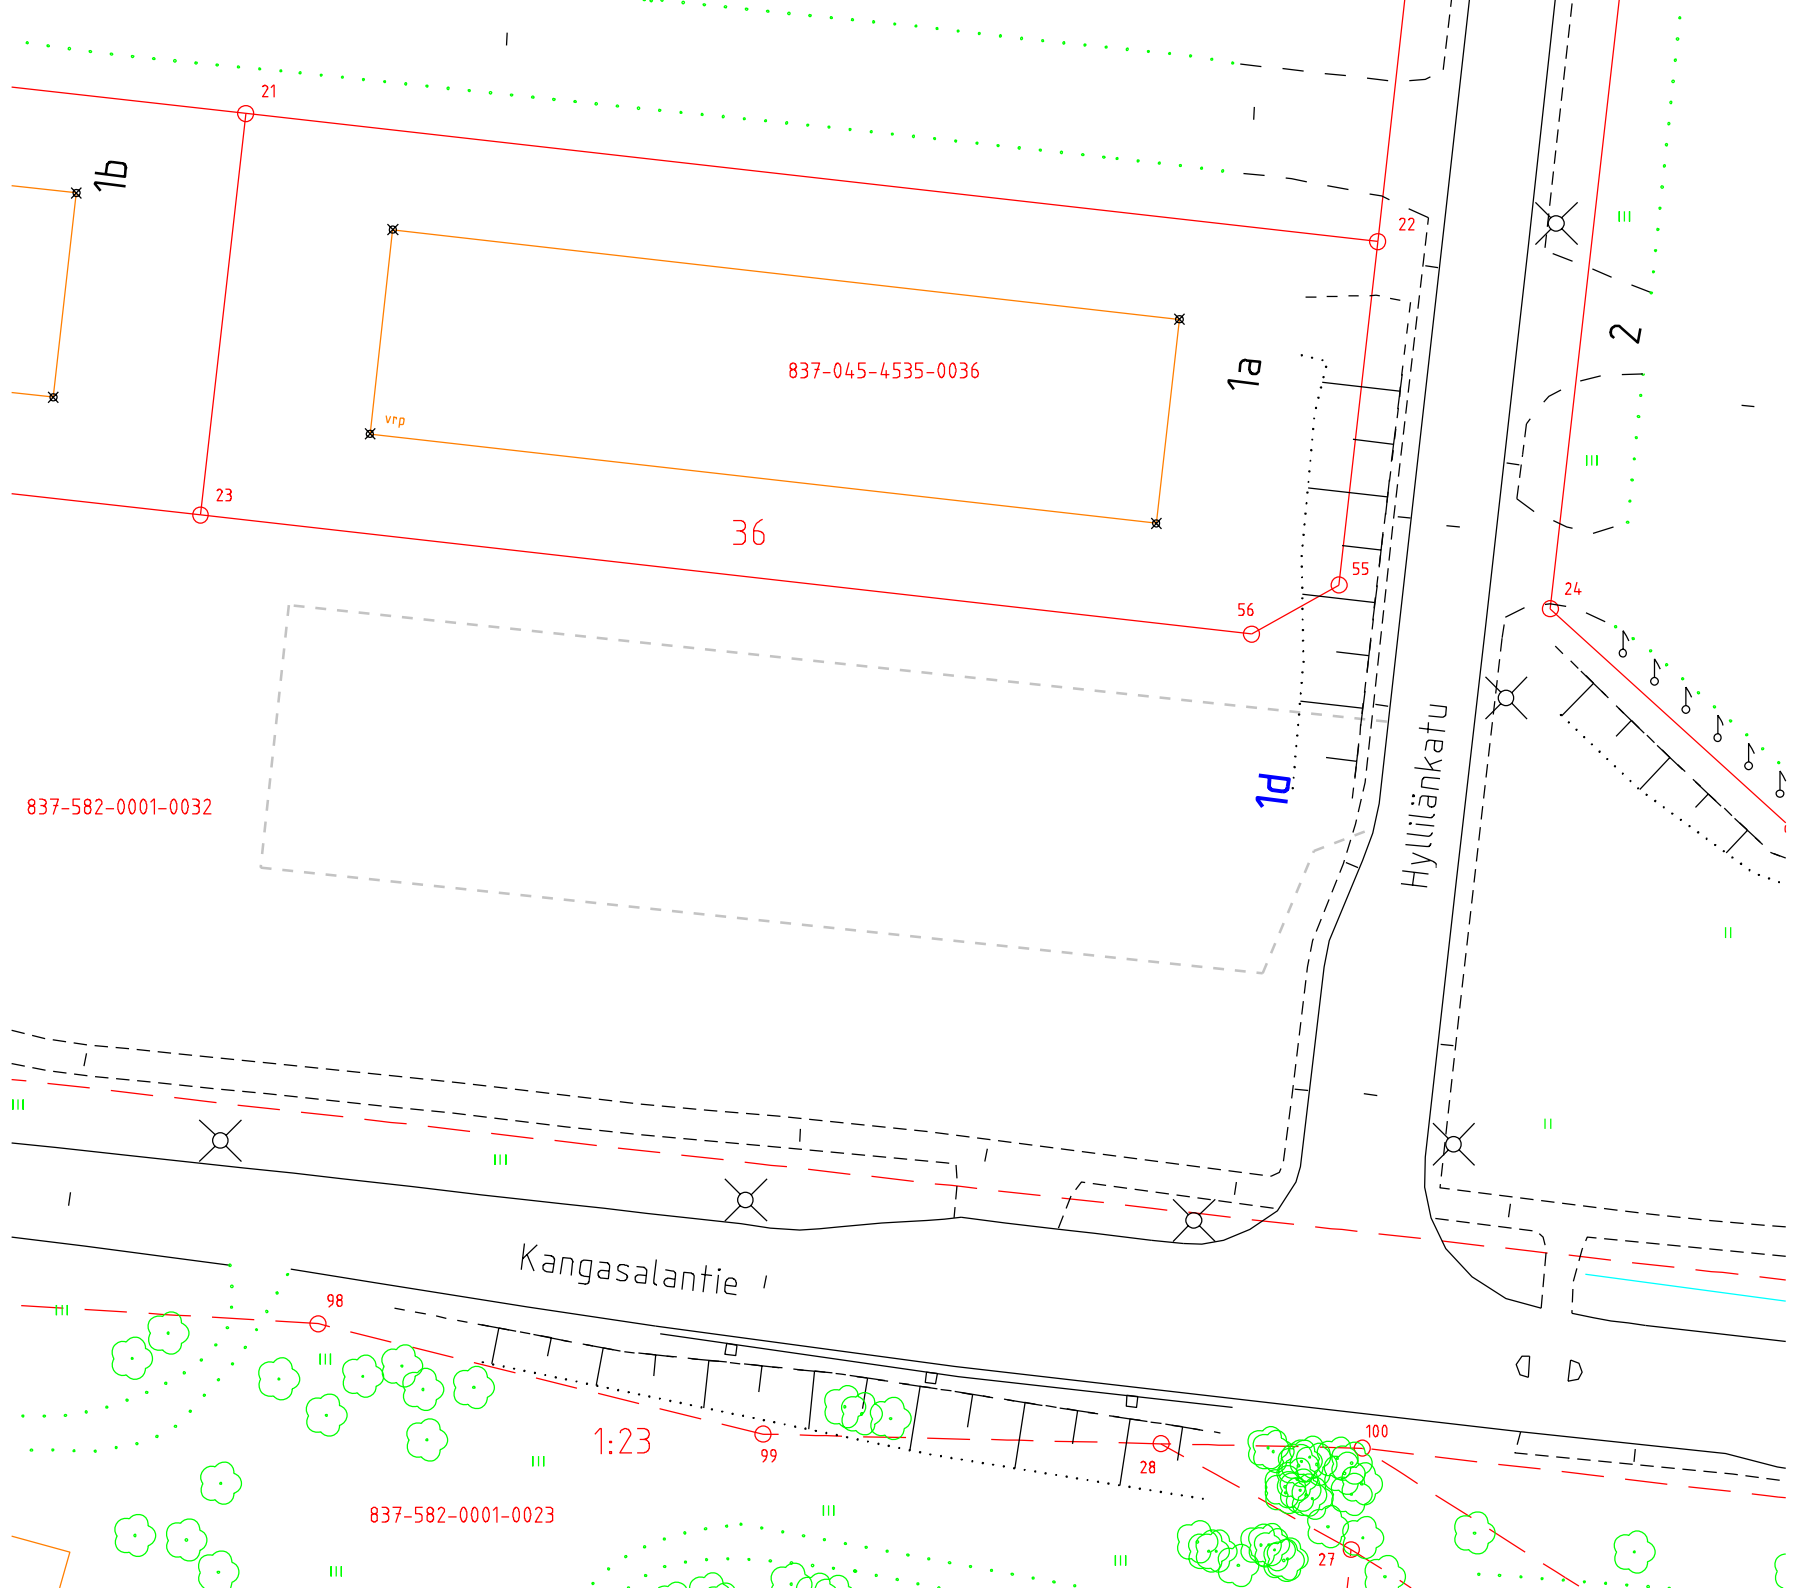 21
1b
22
2
837-045-4535-0036
1a
vrp
23
36
55
24
56
Hyllilänkatu
1d
837-582-0001-0032
Kangasalantie
98
1:23
99
100
28
837-582-0001-0023
27